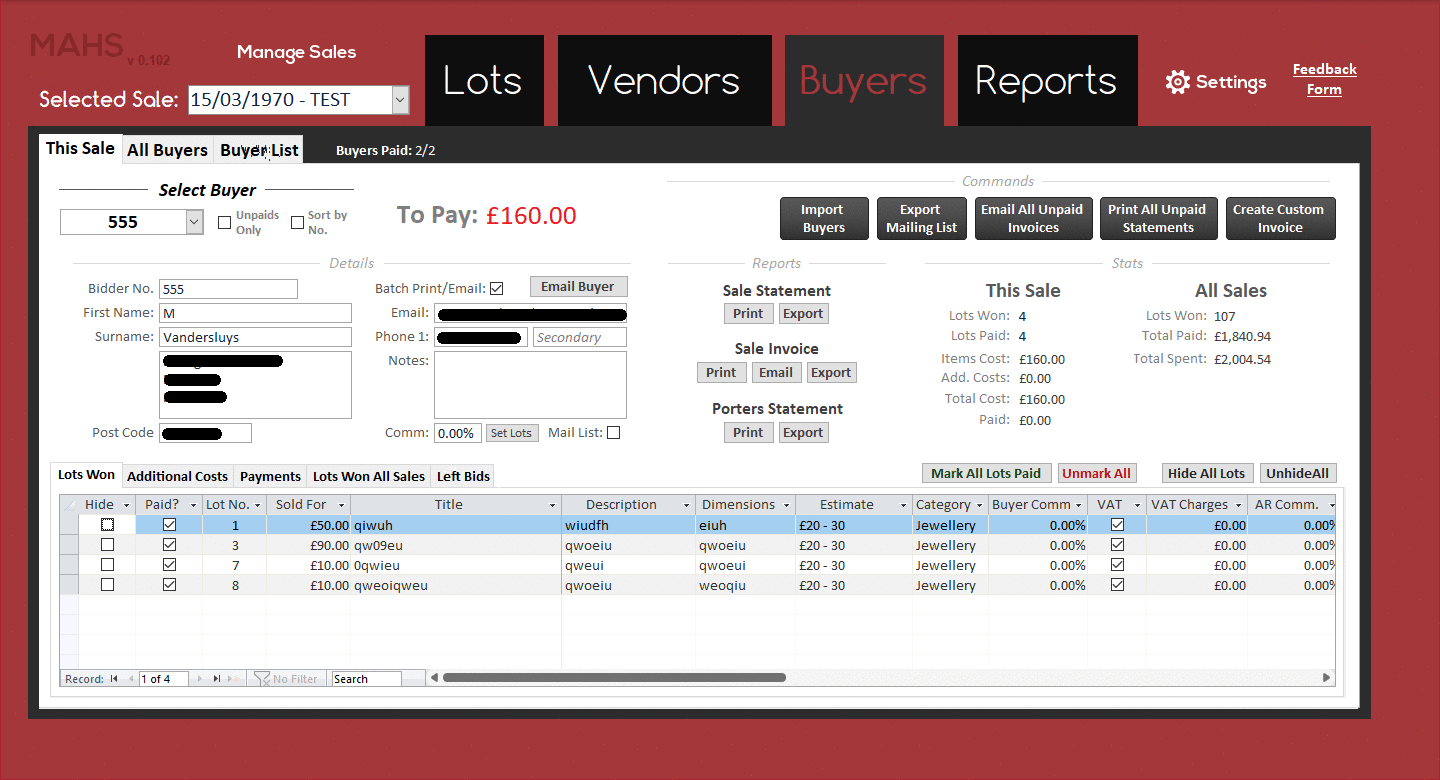 MAHS
v 0.102
Manage Sales
Selected Sale: 15/03/1970 - TEST
Lots
Vendors
Buyers
Reports
Settings
Feedback
Form
This Sale
All Buyers
Buyer List
Buyers Paid: 2/2
Select Buyer
555
Unpaids
Only
Sort by
No.
To Pay: £160.00
Commands
Import
Buyers
Export
Mailing List
Email All Unpaid
Invoices
Print All Unpaid
Statements
Create Custom
Invoice
Details
Bidder No. 555
First Name: M
Surname: Vandersluys
Post Code
Batch Print/Email:
Email Buyer
Email:
Phone 1:
Secondary
Notes:
Comm: 0.00% Set Lots Mail List:
Reports
Sale Statement
Print Export
Sale Invoice
Print Email Export
Porters Statement
Print Export
Stats
This Sale
Lots Won: 4
Lots Paid: 4
Items Cost: £160.00
Add. Costs: £0.00
Total Cost: £160.00
Paid: £0.00
All Sales
Lots Won: 107
Total Paid: £1,840.94
Total Spent: £2,004.54
Lots Won Additional Costs Payments Lots Won All Sales Left Bids
Mark All Lots Paid Unmark All Hide All Lots UnhideAll
Hide Paid? Lot No. Sold For Title Description Dimensions Estimate Category Buyer Comm VAT VAT Charges AR Comm.
1 £50.00 qiwuh wiudfh eiuh £20 - 30 Jewellery 0.00% £0.00 0.00%
3 £90.00 qw09eu qwoeiu qwoeiu £20 - 30 Jewellery 0.00% £0.00 0.00%
7 £10.00 0qwieu qweui qwoeui £20 - 30 Jewellery 0.00% £0.00 0.00%
8 £10.00 qweoiqweu qwoeiu weoqiu £20 - 30 Jewellery 0.00% £0.00 0.00%
Record: 1 of 4 No Filter Search